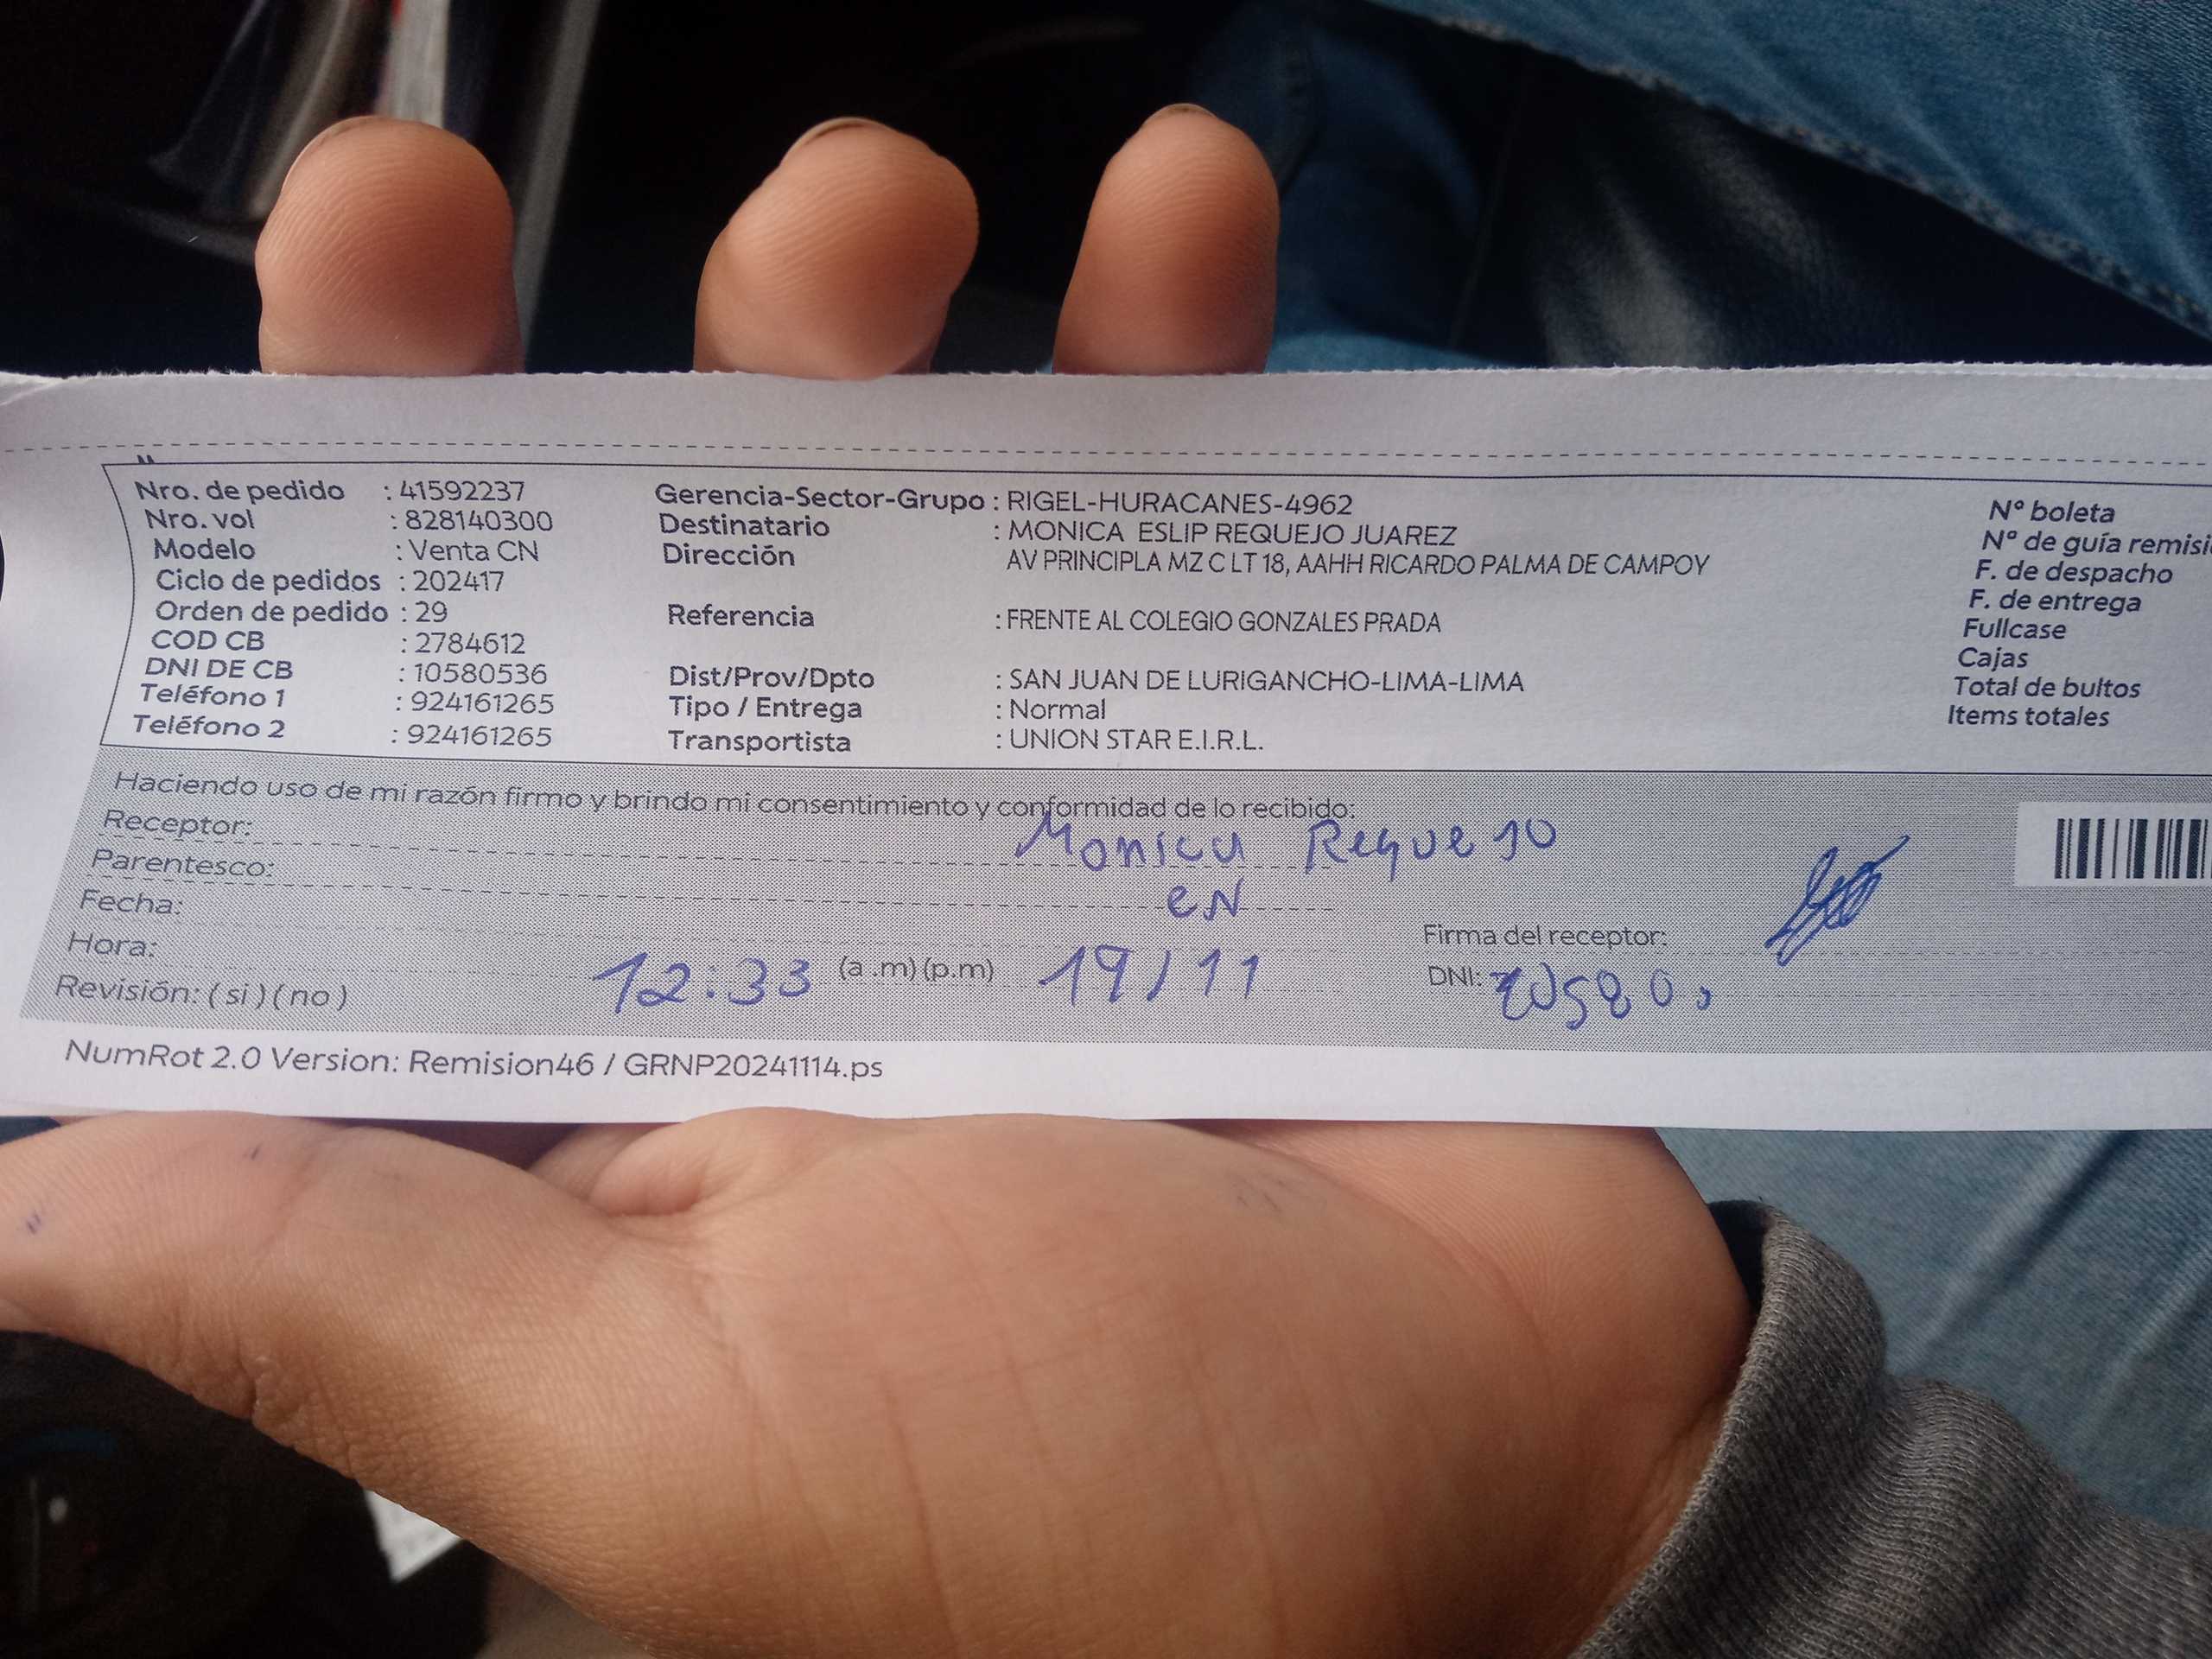 Nro. de pedido : 41592237
Nro. vol : 828140300
Modelo : Venta CN
Ciclo de pedidos : 202417
Orden de pedido : 29
COD CB : 2784612
DNI DE CB : 10580536
Teléfono 1 : 924161265
Teléfono 2 : 924161265
Gerencia-Sector-Grupo : RIGEL-HURACANES-4962
Destinatario : MONICA ESLIP REQUEJO JUAREZ
Dirección AV PRINCIPLA MZ C LT 18, AAHH RICARDO PALMA DE CAMPOY
Referencia : FRENTE AL COLEGIO GONZALES PRADA
Dist/Prov/Dpto : SAN JUAN DE LURIGANCHO-LIMA-LIMA
Tipo / Entrega : Normal
Transportista : UNION STAR E.I.R.L.
N° boleta
N° de guía remisi
F. de despacho
F. de entrega
Fullcase
Cajas
Total de bultos
Items totales
Haciendo uso de mi razón firmo y brindo mi consentimiento y conformidad de lo recibido:
Receptor: Monica Requejo
Parentesco: eN
Fecha:
Hora: 12:33 (a .m) (p.m) 19/11
Revisión: ( si ) ( no )
Firma del receptor:
DNI:
NumRot 2.0 Version: Remision46 / GRNP20241114.ps